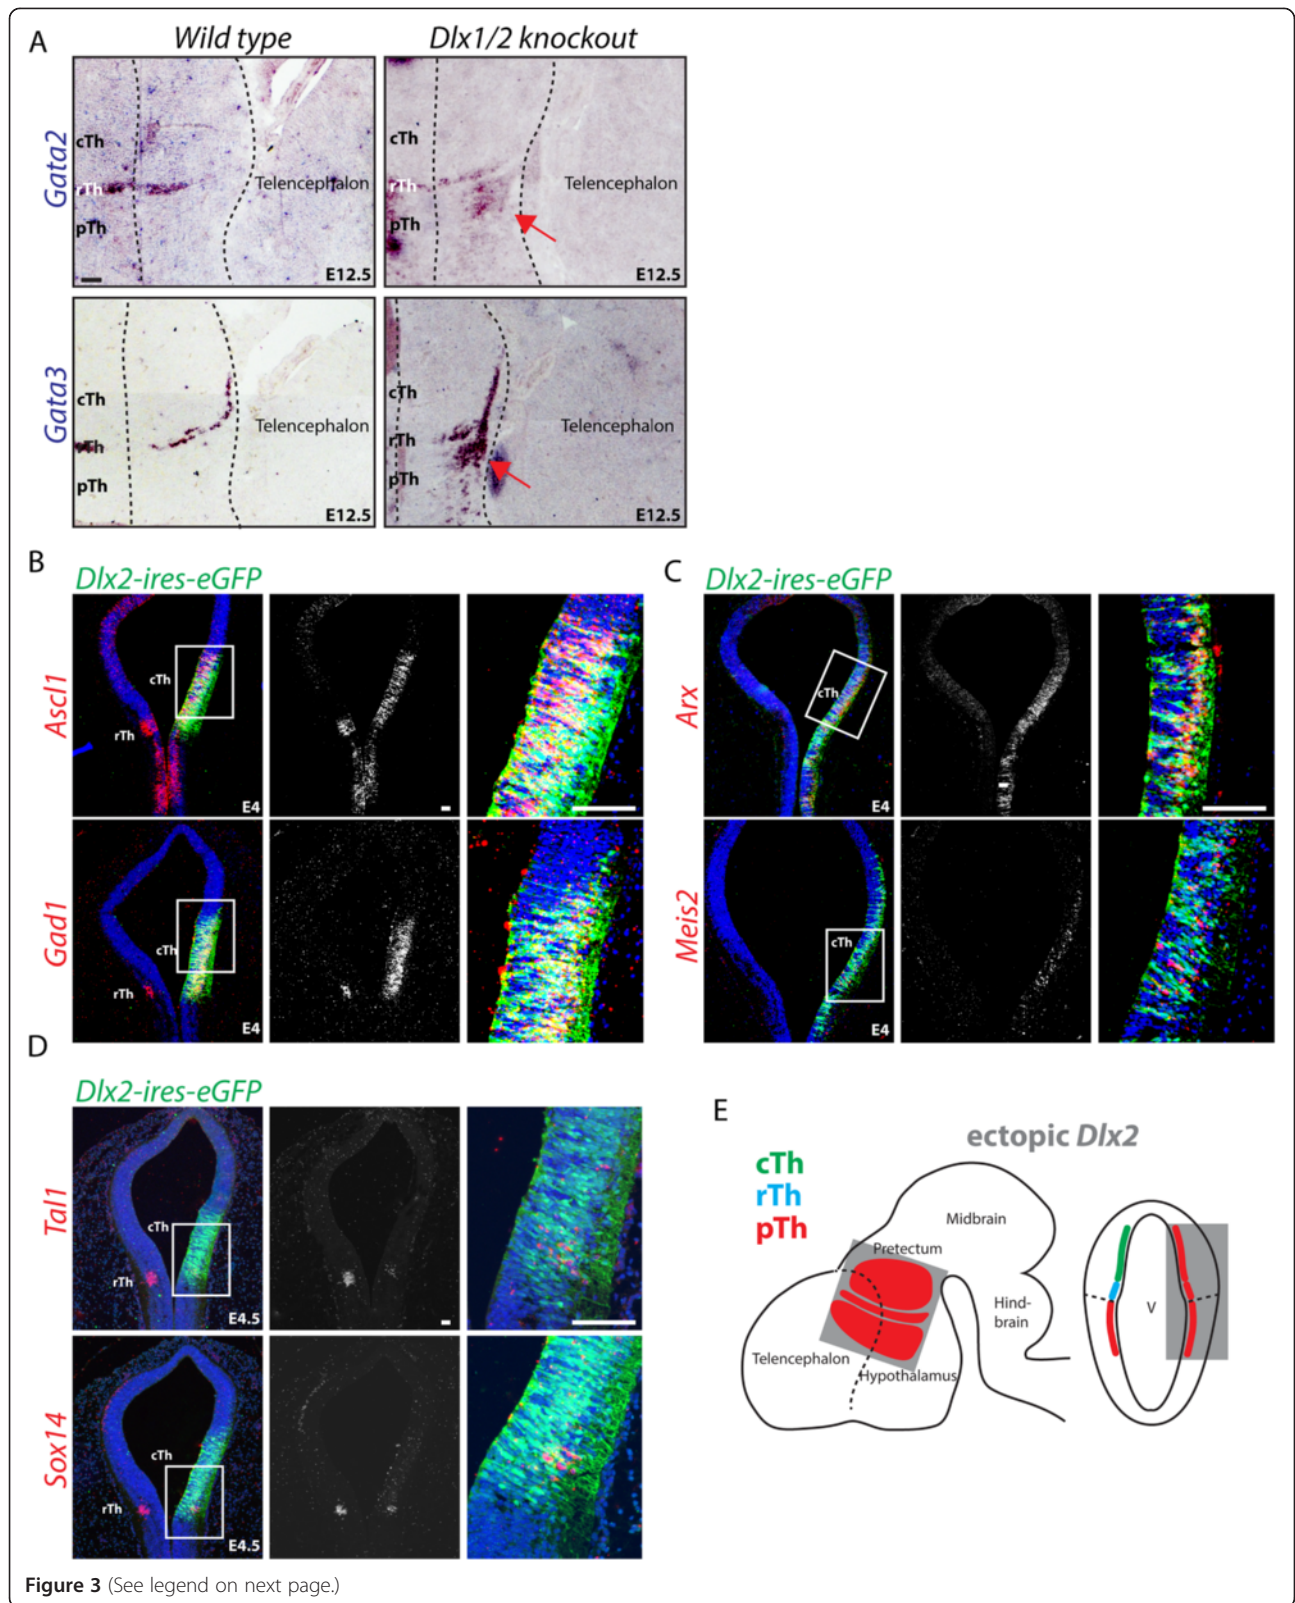 A
Wild type
Dlx1/2 knockout
Gata2
cTh
rTh
pTh
Telencephalon
E12.5
cTh
rTh
pTh
Telencephalon
E12.5
Gata3
cTh
rTh
pTh
Telencephalon
E12.5
cTh
rTh
pTh
Telencephalon
E12.5
B
Dlx2-ires-eGFP
Ascl1
cTh
rTh
E4
Gad1
cTh
rTh
E4
C
Dlx2-ires-eGFP
Arx
cTh
E4
Meis2
cTh
E4
D
Dlx2-ires-eGFP
Tal1
cTh
rTh
E4.5
Sox14
cTh
rTh
E4.5
E
ectopic Dlx2
cTh
rTh
pTh
Midbrain
Pretectum
Hind-
brain
Telencephalon
Hypothalamus
V
Figure 3 (See legend on next page.)